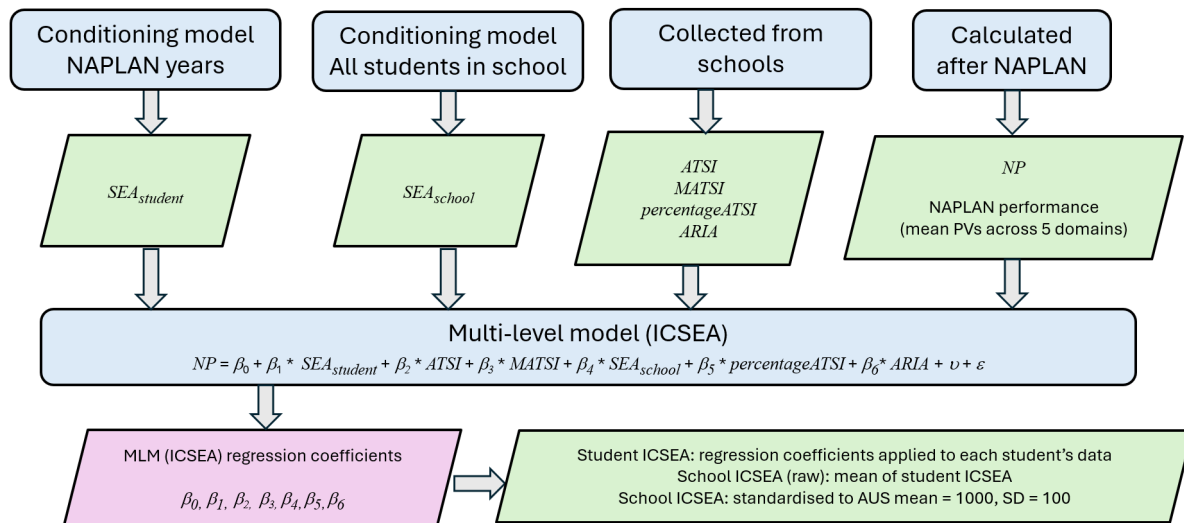 Conditioning model
NAPLAN years
Conditioning model
All students in school
Collected from
schools
Calculated
after NAPLAN
SEA_student
SEA_school
ATSI
MATSI
percentageATSI
ARIA
NP
NAPLAN performance
(mean PVs across 5 domains)
Multi-level model (ICSEA)
NP = β₀ + β₁ * SEA_student + β₂ * ATSI + β₃ * MATSI + β₄ * SEA_school + β₅ * percentageATSI + β₆ * ARIA + υ + ε
MLM (ICSEA) regression coefficients
β₀, β₁, β₂, β₃, β₄, β₅, β₆
Student ICSEA: regression coefficients applied to each student’s data
School ICSEA (raw): mean of student ICSEA
School ICSEA: standardised to AUS mean = 1000, SD = 100